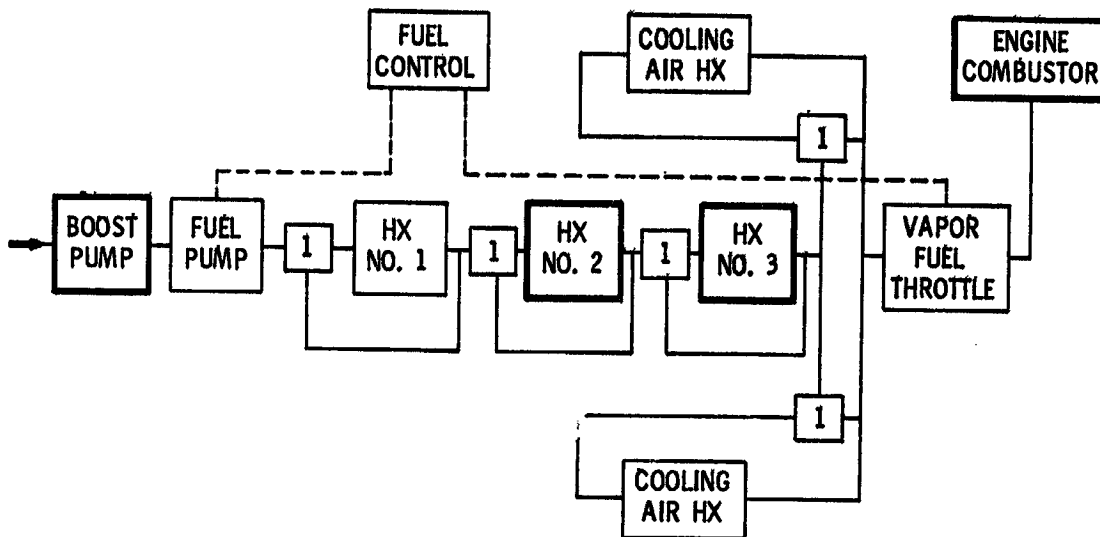 FUEL
CONTROL
COOLING
AIR HX
ENGINE
COMBUSTOR
1
BOOST
PUMP
FUEL
PUMP
1
HX
NO. 1
1
HX
NO. 2
1
HX
NO. 3
VAPOR
FUEL
THROTTLE
1
COOLING
AIR HX